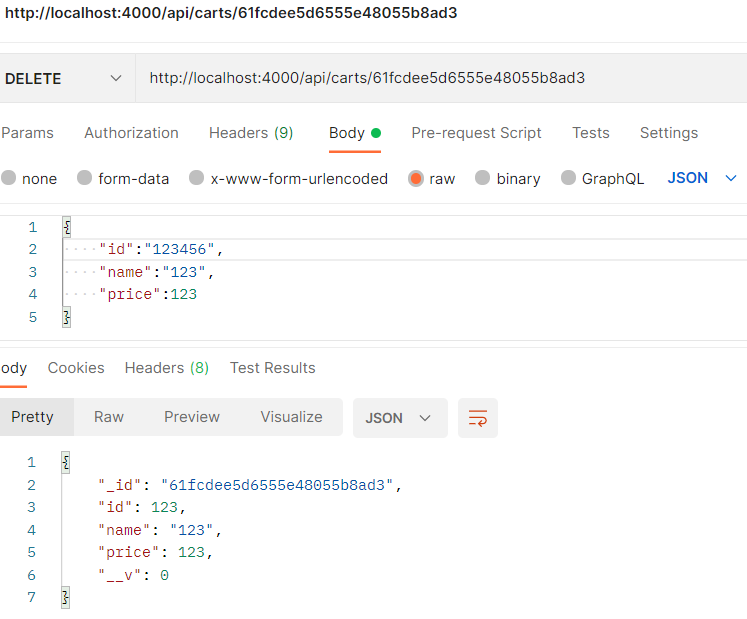 http://localhost:4000/api/carts/61fcdee5d6555e48055b8ad3
DELETE http://localhost:4000/api/carts/61fcdee5d6555e48055b8ad3
Params Authorization Headers (9) Body Pre-request Script Tests Settings
none form-data x-www-form-urlencoded raw binary GraphQL JSON
1 {
2 ····"id":"123456",
3 ····"name":"123",
4 ····"price":123
5 }
ody Cookies Headers (8) Test Results
Pretty Raw Preview Visualize JSON
1 {
2 "_id": "61fcdee5d6555e48055b8ad3",
3 "id": 123,
4 "name": "123",
5 "price": 123,
6 "__v": 0
7 }